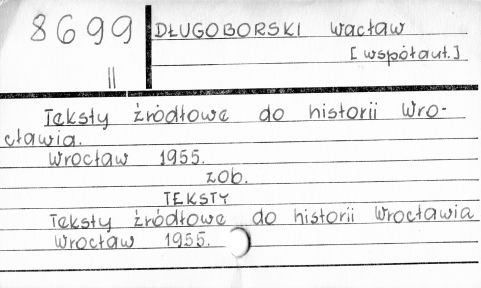 8699
II
DŁUGOBORSKI Wacław
[współaut.]
Teksty źródłowe do historii Wro-
cławia.
Wrocław 1955.
zob.
TEKSTY
Teksty źródłowe do historii Wrocławia
Wrocław 1955.